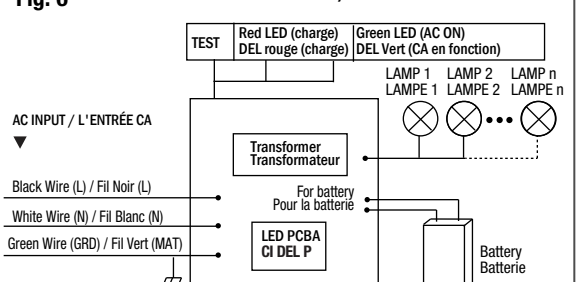 Fig. 6
TEST
Red LED (charge)
DEL rouge (charge)
Green LED (AC ON)
DEL Vert (CA en fonction)
LAMP 1 LAMP 2 LAMP n
LAMPE 1 LAMPE 2 LAMPE n
AC INPUT / L'ENTRÉE CA
Transformer
Transformateur
Black Wire (L) / Fil Noir (L)
For battery
Pour la batterie
White Wire (N) / Fil Blanc (N)
Green Wire (GRD) / Fil Vert (MAT)
LED PCBA
CI DEL P
Battery
Batterie